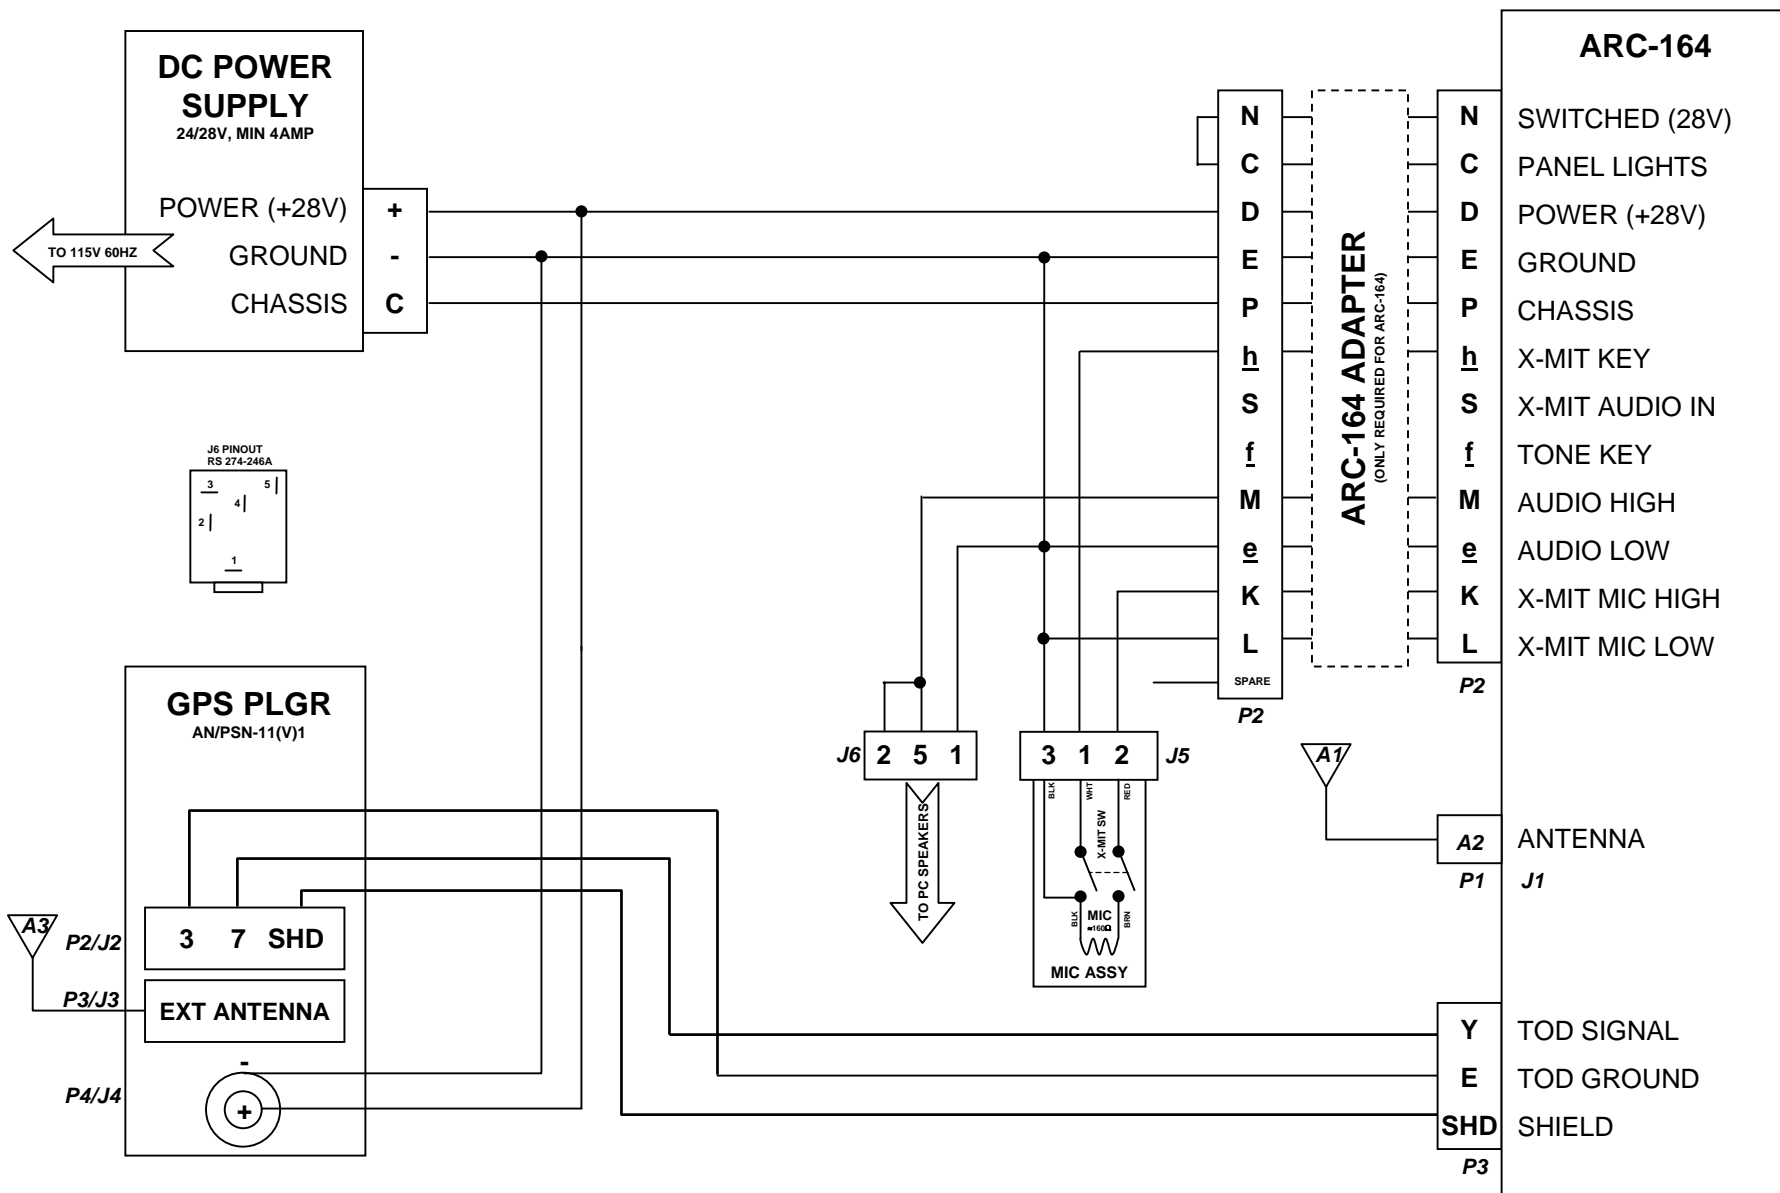 DC POWER
SUPPLY
24/28V, MIN 4AMP
POWER (+28V) +
GROUND -
CHASSIS C
TO 115V 60HZ
J6 PINOUT
RS 274-246A
3 5
4
2
1
GPS PLGR
AN/PSN-11(V)1
A3
P2/J2 3 7 SHD
P3/J3 EXT ANTENNA
P4/J4
-
+
J6 2 5 1
TO PC SPEAKERS
3 1 2 J5
BLK WHT RED
X-MIT SW
BLK MIC BRN
≈160Ω
MIC ASSY
N
C
D
E
P
h
S
f
M
e
K
L
SPARE
P2
ARC-164 ADAPTER
(ONLY REQUIRED FOR ARC-164)
ARC-164
N SWITCHED (28V)
C PANEL LIGHTS
D POWER (+28V)
E GROUND
P CHASSIS
h X-MIT KEY
S X-MIT AUDIO IN
f TONE KEY
M AUDIO HIGH
e AUDIO LOW
K X-MIT MIC HIGH
L X-MIT MIC LOW
P2
A1
A2 ANTENNA
P1 J1
Y TOD SIGNAL
E TOD GROUND
SHD SHIELD
P3